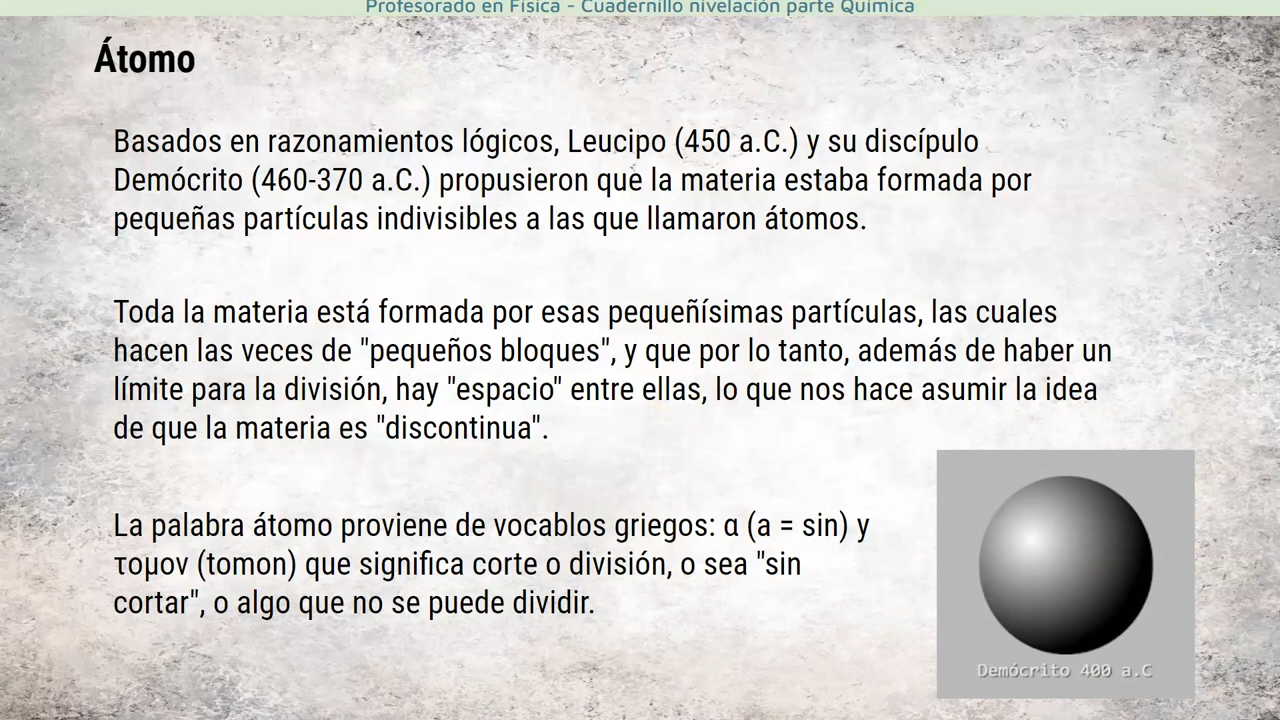 Profesorado en Física - Cuadernillo nivelación parte Química
Átomo
Basados en razonamientos lógicos, Leucipo (450 a.C.) y su discípulo
Demócrito (460-370 a.C.) propusieron que la materia estaba formada por
pequeñas partículas indivisibles a las que llamaron átomos.
Toda la materia está formada por esas pequeñísimas partículas, las cuales
hacen las veces de "pequeños bloques", y que por lo tanto, además de haber un
límite para la división, hay "espacio" entre ellas, lo que nos hace asumir la idea
de que la materia es "discontinua".
La palabra átomo proviene de vocablos griegos: α (a = sin) y
τομον (tomon) que significa corte o división, o sea "sin
cortar", o algo que no se puede dividir.
Demócrito 400 a.C